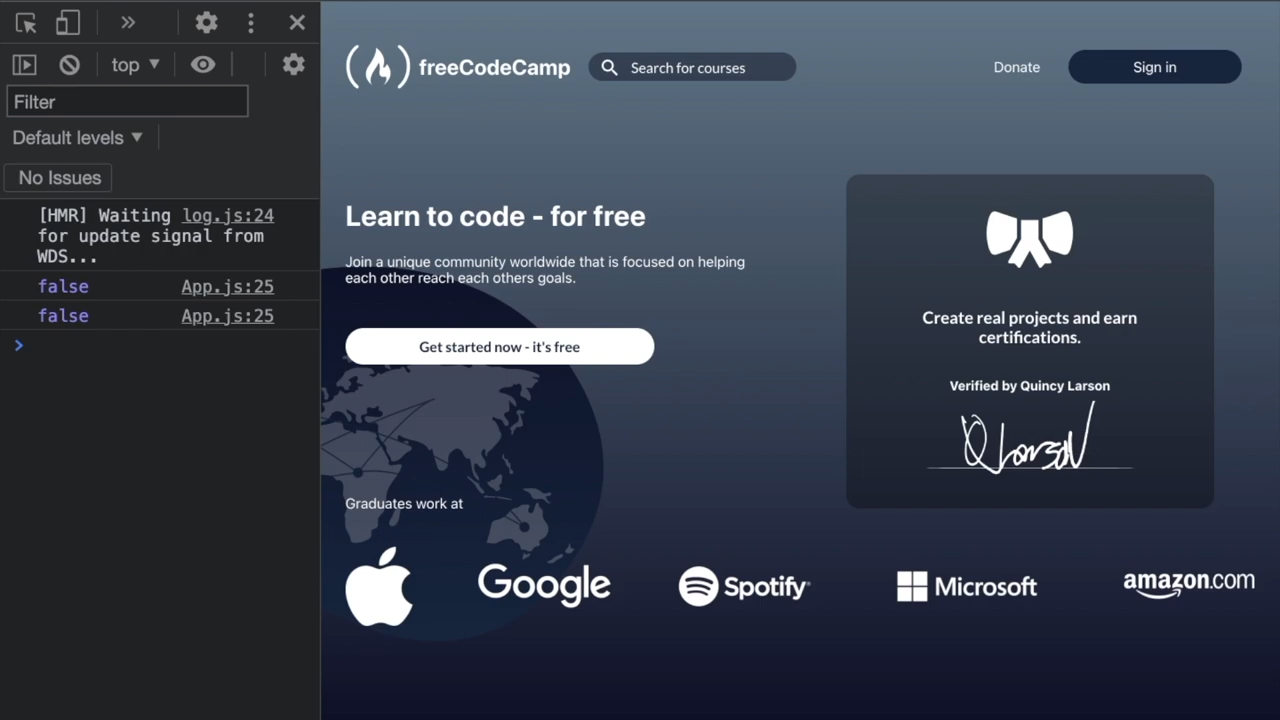 top
Filter
Default levels
No Issues
[HMR] Waiting log.js:24
for update signal from
WDS...
false App.js:25
false App.js:25
freeCodeCamp
Search for courses
Donate
Sign in
Learn to code - for free
Join a unique community worldwide that is focused on helping
each other reach each others goals.
Get started now - it's free
Create real projects and earn
certifications.
Verified by Quincy Larson
QLarson
Graduates work at
Google
Spotify
Microsoft
amazon.com